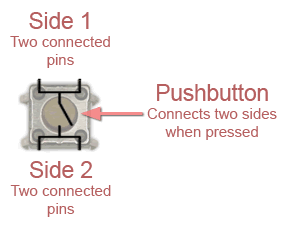 Side 1
Two connected
pins
Pushbutton
Connects two sides
when pressed
Side 2
Two connected
pins